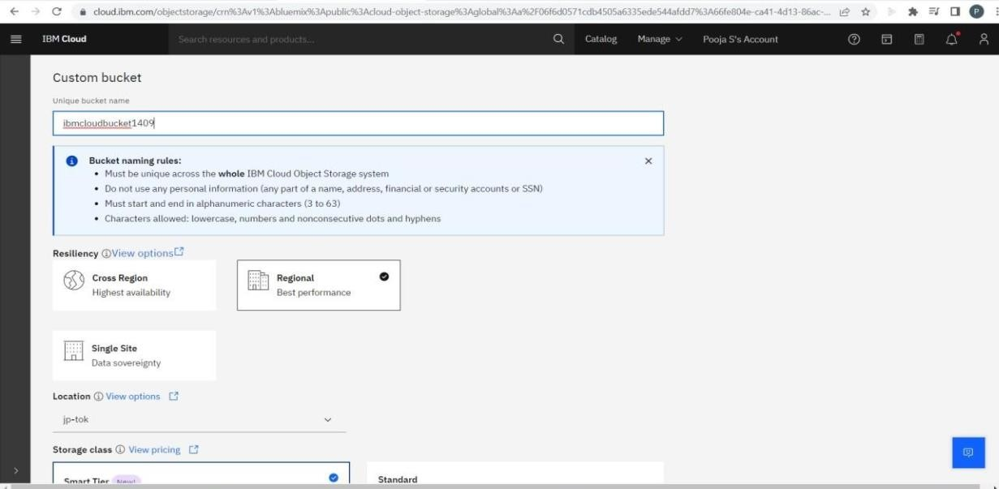 cloud.ibm.com/objectstorage/crn%3Av1%3Abluemix%3Apublic%3Acloud-object-storage%3Aglobal%3Aa%2F06f6d0571cdb4505a6335ede544afdd7%3A66fe804e-ca41-4d13-86ac-... P
IBM Cloud Search resources and products... Catalog Manage Pooja S's Account
Custom bucket
Unique bucket name
ibmcloudbucket1409
Bucket naming rules:
• Must be unique across the whole IBM Cloud Object Storage system
• Do not use any personal information (any part of a name, address, financial or security accounts or SSN)
• Must start and end in alphanumeric characters (3 to 63)
• Characters allowed: lowercase, numbers and nonconsecutive dots and hyphens
Resiliency View options
Cross Region
Highest availability
Regional
Best performance
Single Site
Data sovereignty
Location View options
jp-tok
Storage class View pricing
Smart Tier New!
Standard